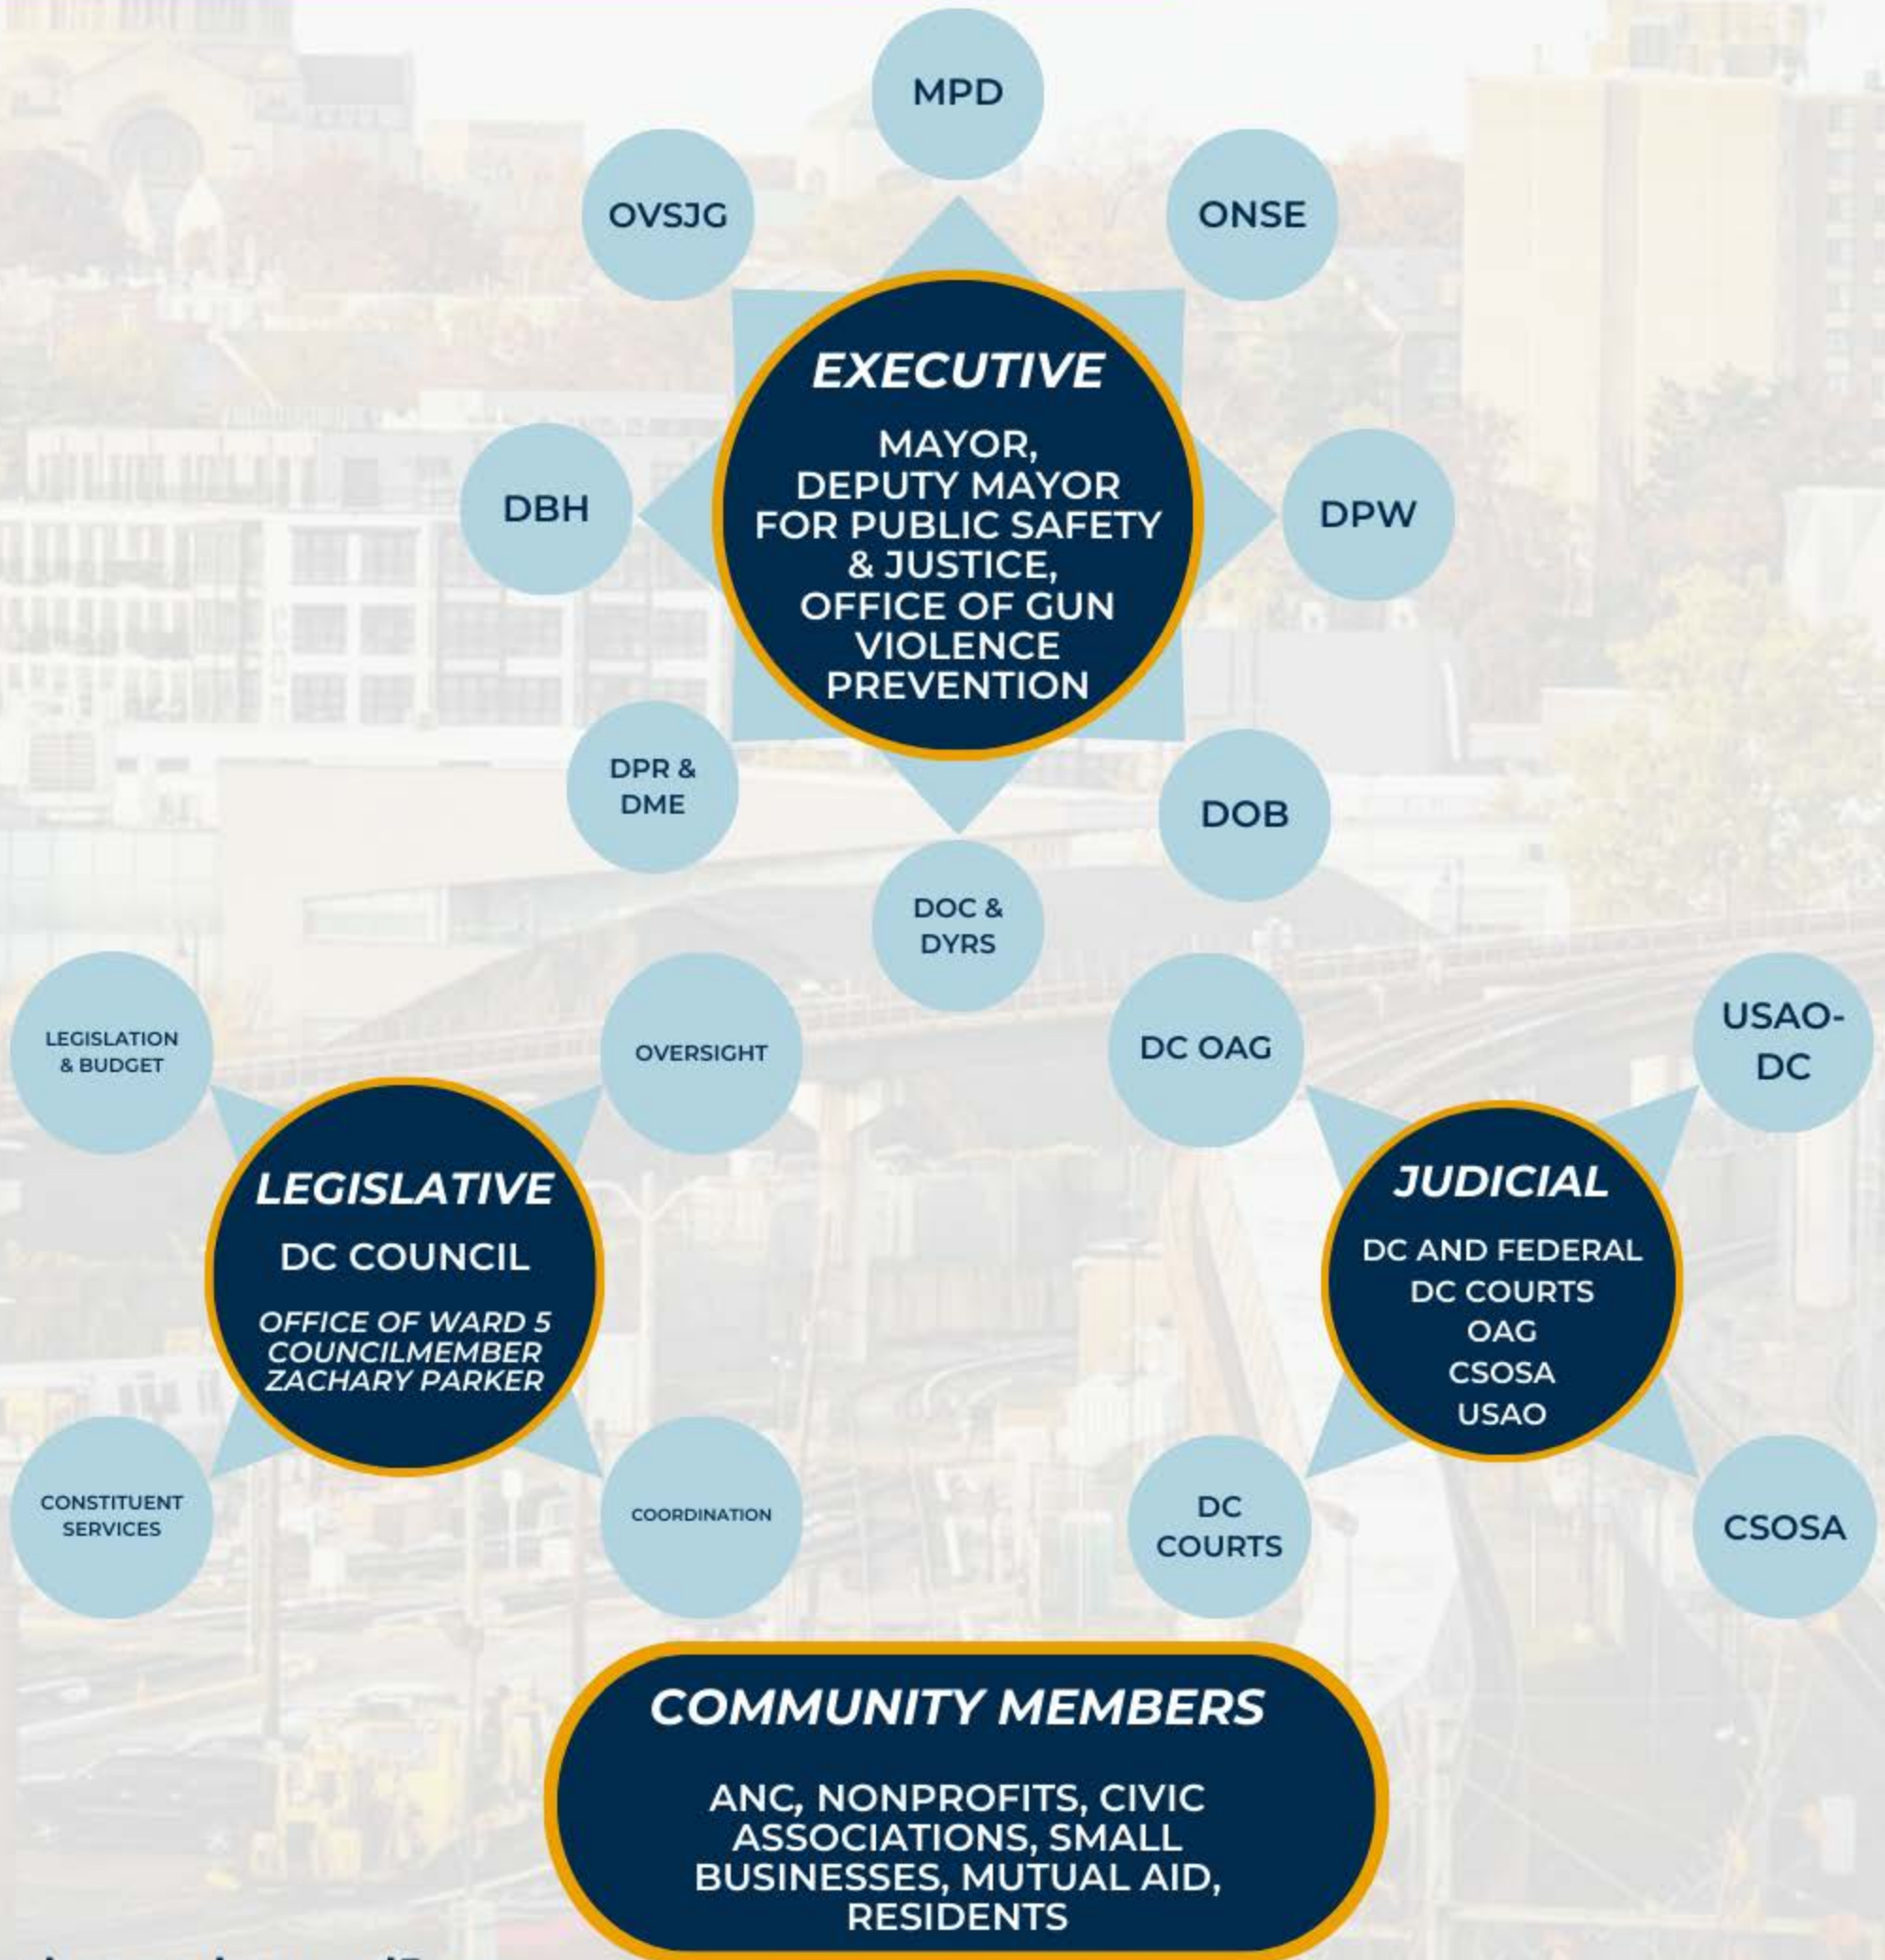 MPD
OVSJG
ONSE
EXECUTIVE
MAYOR,
DEPUTY MAYOR
FOR PUBLIC SAFETY
& JUSTICE,
OFFICE OF GUN
VIOLENCE
PREVENTION
DBH
DPW
DPR &
DME
DOB
DOC &
DYRS
LEGISLATION
& BUDGET
OVERSIGHT
LEGISLATIVE
DC COUNCIL
OFFICE OF WARD 5
COUNCILMEMBER
ZACHARY PARKER
CONSTITUENT
SERVICES
COORDINATION
DC OAG
USAO-
DC
JUDICIAL
DC AND FEDERAL
DC COURTS
OAG
CSOSA
USAO
DC
COURTS
CSOSA
COMMUNITY MEMBERS
ANC, NONPROFITS, CIVIC
ASSOCIATIONS, SMALL
BUSINESSES, MUTUAL AID,
RESIDENTS